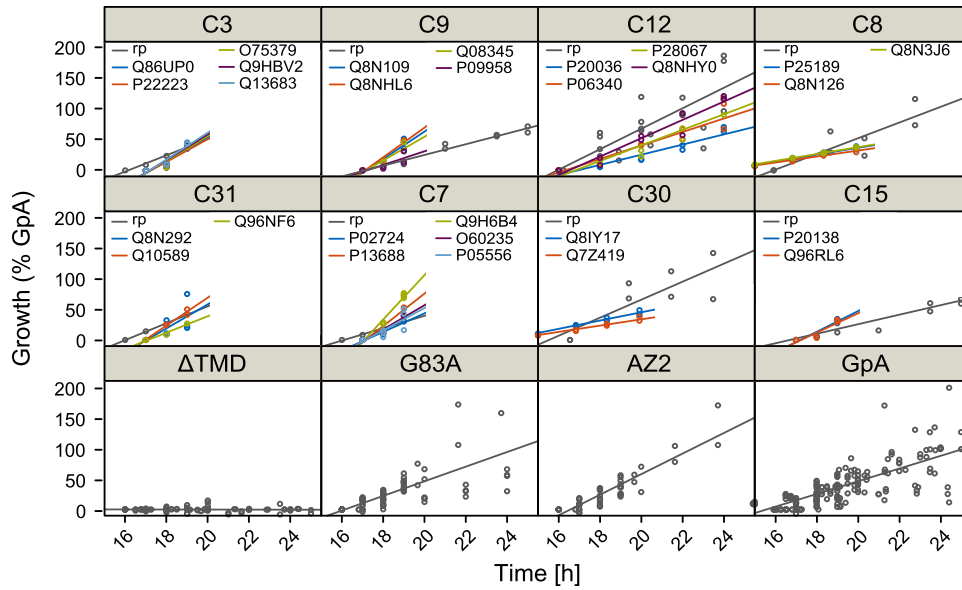 C3 C9 C12 C8
rp O75379 rp Q08345 rp P28067 rp Q8N3J6
Q86UP0 Q9HBV2 Q8N109 P09958 P20036 Q8NHY0 P25189
P22223 Q13683 Q8NHL6 P06340 Q8N126
200
150
100
50
0
C31 C7 C30 C15
rp Q96NF6 rp Q9H6B4 rp rp
Q8N292 P02724 O60235 Q8IY17 P20138
Q10589 P13688 P05556 Q7Z419 Q96RL6
200
150
100
50
0
Growth (% GpA)
ΔTMD G83A AZ2 GpA
200
150
100
50
0
16 18 20 22 24 16 18 20 22 24 16 18 20 22 24 16 18 20 22 24
Time [h]